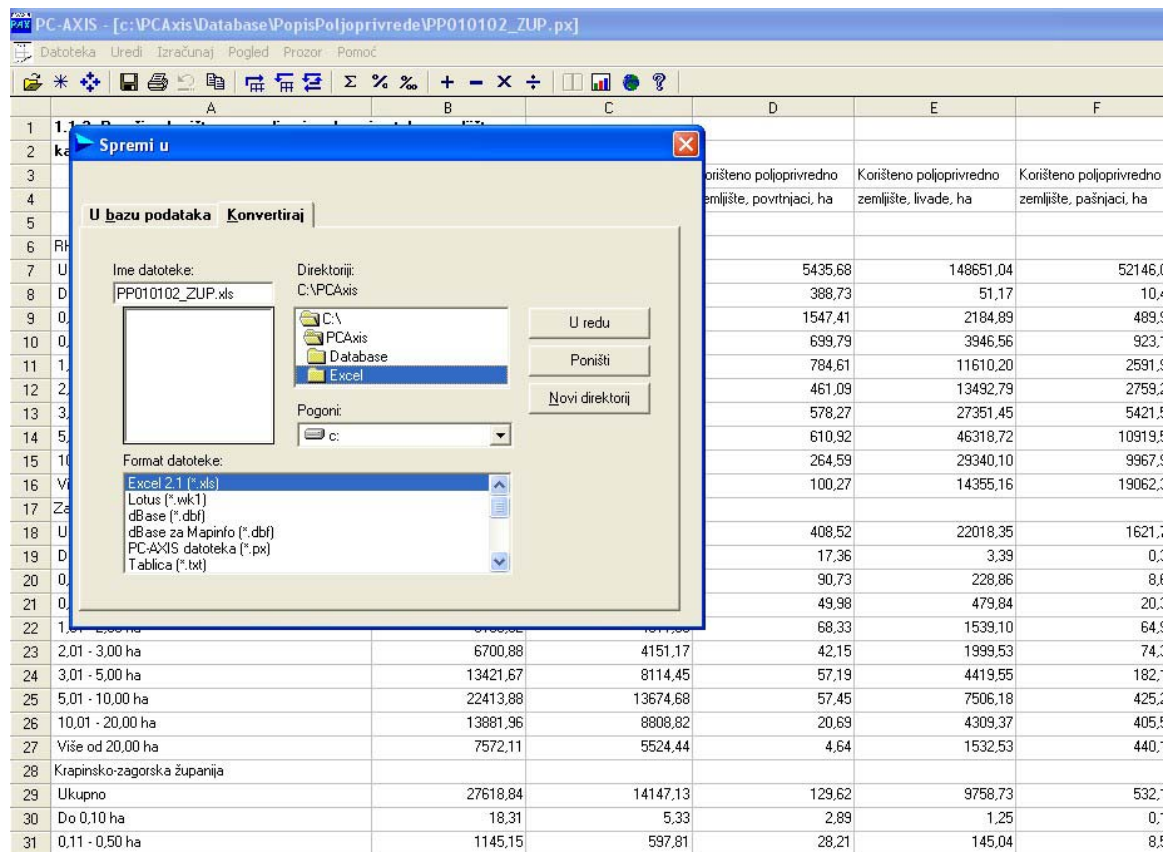 PC-AXIS - [c:\PCAxis\Database\PopisPoljoprivrede\PP010102_ZUP.px]
Datoteka Uredi Izračunaj Pogled Prozor Pomoć
Σ % ‰ + − × ÷ ?
A B C D E F
1
2
3 Korišteno poljoprivredno Korišteno poljoprivredno
4 zemljište, livade, ha zemljište, pašnjaci, ha
5
6
7 5435,68 148651,04
8 388,73 51,17
9 1547,41 2184,89
10 699,79 3946,56
11 784,61 11610,20
12 461,09 13492,79
13 578,27 27351,45
14 610,92 46318,72
15 264,59 29340,10
16 100,27 14355,16
17
18 408,52 22018,35
19 17,36 3,39
20 90,73 228,86
21 49,98 479,84
22 68,33 1539,10
23 2,01 - 3,00 ha 6700,88 4151,17 42,15 1999,53
24 3,01 - 5,00 ha 13421,67 8114,45 57,19 4419,55
25 5,01 - 10,00 ha 22413,88 13674,68 57,45 7506,18
26 10,01 - 20,00 ha 13881,96 8808,82 20,69 4309,37
27 Više od 20,00 ha 7572,11 5524,44 4,64 1532,53
28 Krapinsko-zagorska županija
29 Ukupno 27618,84 14147,13 129,62 9758,73
30 Do 0,10 ha 18,31 5,33 2,89 1,25
31 0,11 - 0,50 ha 1145,15 597,81 28,21 145,04
Spremi u
U bazu podataka Konvertiraj
Ime datoteke:
PP010102_ZUP.xls
Direktoriji:
C:\PCAxis
C:\
PCAxis
Database
Excel
Pogoni:
c:
U redu
Poništi
Novi direktorij
Format datoteke:
Excel 2.1 (*.xls)
Lotus (*.wk1)
dBase (*.dbf)
dBase za Mapinfo (*.dbf)
PC-AXIS datoteka (*.px)
Tablica (*.txt)